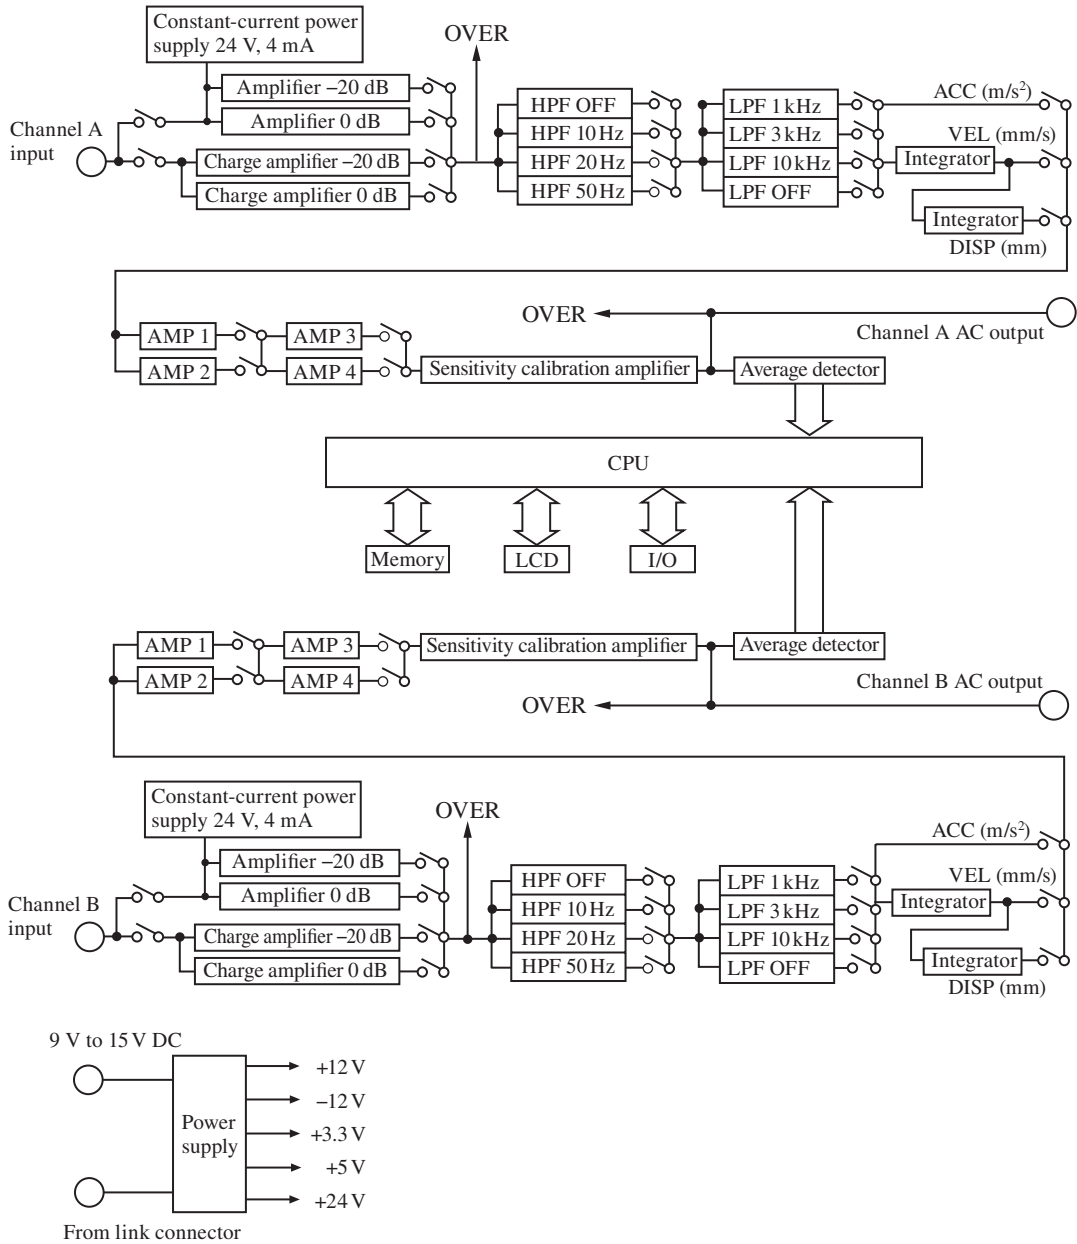 Constant-current power
supply 24 V, 4 mA
OVER
Amplifier −20 dB
Amplifier 0 dB
Channel A
input
Charge amplifier −20 dB
Charge amplifier 0 dB
HPF OFF
HPF 10 Hz
HPF 20 Hz
HPF 50 Hz
LPF 1 kHz
LPF 3 kHz
LPF 10 kHz
LPF OFF
ACC (m/s²)
VEL (mm/s)
Integrator
Integrator
DISP (mm)
AMP 1
AMP 2
AMP 3
AMP 4
OVER
Channel A AC output
Sensitivity calibration amplifier
Average detector
CPU
Memory
LCD
I/O
AMP 1
AMP 2
AMP 3
AMP 4
Sensitivity calibration amplifier
Average detector
Channel B AC output
OVER
Constant-current power
supply 24 V, 4 mA
OVER
Amplifier −20 dB
Amplifier 0 dB
Channel B
input
Charge amplifier −20 dB
Charge amplifier 0 dB
HPF OFF
HPF 10 Hz
HPF 20 Hz
HPF 50 Hz
LPF 1 kHz
LPF 3 kHz
LPF 10 kHz
LPF OFF
ACC (m/s²)
VEL (mm/s)
Integrator
Integrator
DISP (mm)
9 V to 15 V DC
Power
supply
+12 V
−12 V
+3.3 V
+5 V
+24 V
From link connector